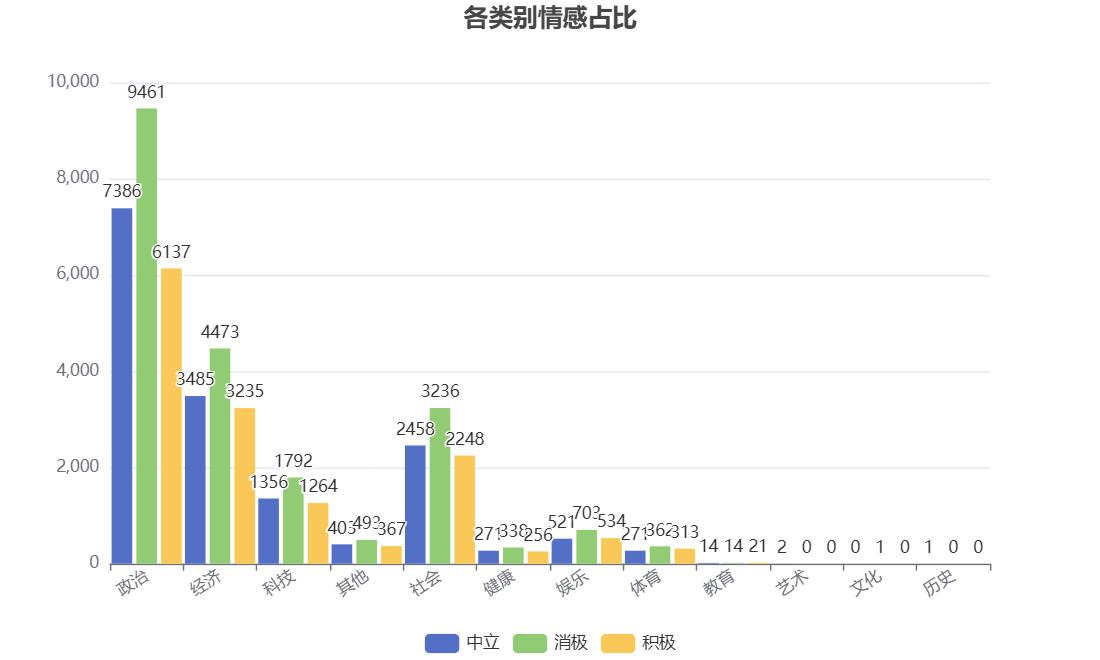 各类别情感占比
10,000
8,000
6,000
4,000
2,000
0
7386 9461 6137
3485 4473 3235
1356 1792 1264
403 493 367
2458 3236 2248
271 338 256
521 703 534
271 362 313
14 14 21
2 0 0
0 1 0
1 0 0
政治 经济 科技 其他 社会 健康 娱乐 体育 教育 艺术 文化 历史
中立 消极 积极